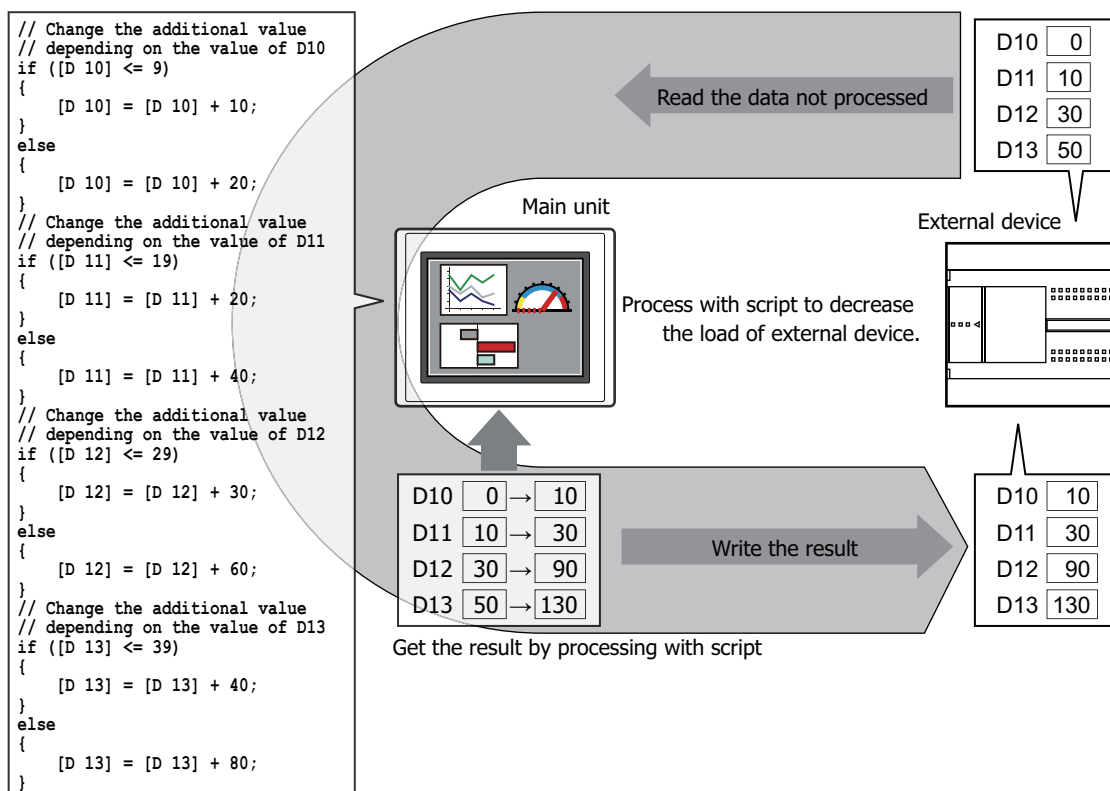 // Change the additional value
// depending on the value of D10
if ([D 10] <= 9)
{
    [D 10] = [D 10] + 10;
}
else
{
    [D 10] = [D 10] + 20;
}
// Change the additional value
// depending on the value of D11
if ([D 11] <= 19)
{
    [D 11] = [D 11] + 20;
}
else
{
    [D 11] = [D 11] + 40;
}
// Change the additional value
// depending on the value of D12
if ([D 12] <= 29)
{
    [D 12] = [D 12] + 30;
}
else
{
    [D 12] = [D 12] + 60;
}
// Change the additional value
// depending on the value of D13
if ([D 13] <= 39)
{
    [D 13] = [D 13] + 40;
}
else
{
    [D 13] = [D 13] + 80;
}
Read the data not processed
D10 0
D11 10
D12 30
D13 50
Main unit
External device
Process with script to decrease
the load of external device.
D10 0 → 10
D11 10 → 30
D12 30 → 90
D13 50 → 130
Get the result by processing with script
Write the result
D10 10
D11 30
D12 90
D13 130